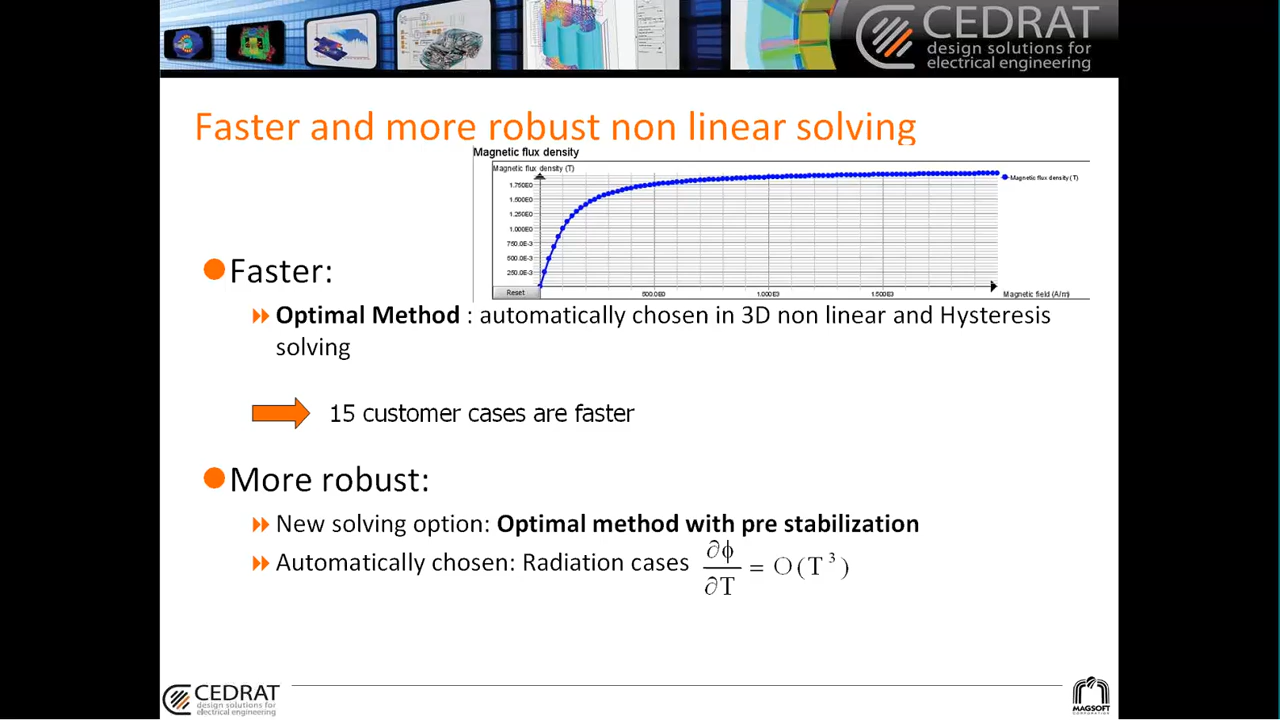 CEDRAT
design solutions for
electrical engineering
Faster and more robust non linear solving
Magnetic flux density
Magnetic flux density (T)
Magnetic flux density (T)
1.750E0
1.500E0
1.250E0
1.000E0
750.0E-3
500.0E-3
250.0E-3
Reset
500.0E0
1.000E3
1.500E3
Magnetic field (A/m)
Faster:
Optimal Method : automatically chosen in 3D non linear and Hysteresis
solving
15 customer cases are faster
More robust:
New solving option: Optimal method with pre stabilization
Automatically chosen: Radiation cases ∂ϕ/∂T = O(T³)
CEDRAT
design solutions for
electrical engineering
MAGSOFT
CORPORATION